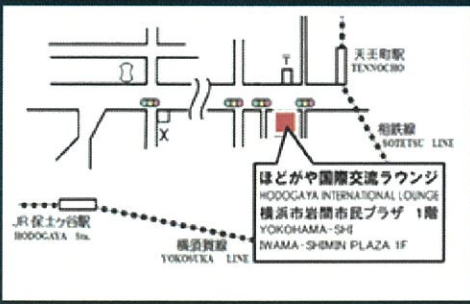 〒
天王町駅
TENNOCHO
相鉄線
SOTETSU LINE
ほどがや国際交流ラウンジ
HODOGAYA INTERNATIONAL LOUNGE
横浜市岩間市民プラザ 1階
YOKOHAMA-SHI
IWAMA-SHIMIN PLAZA 1F
JR 保土ヶ谷駅
HODOGAYA Sta.
横須賀線
YOKOSUKA LINE